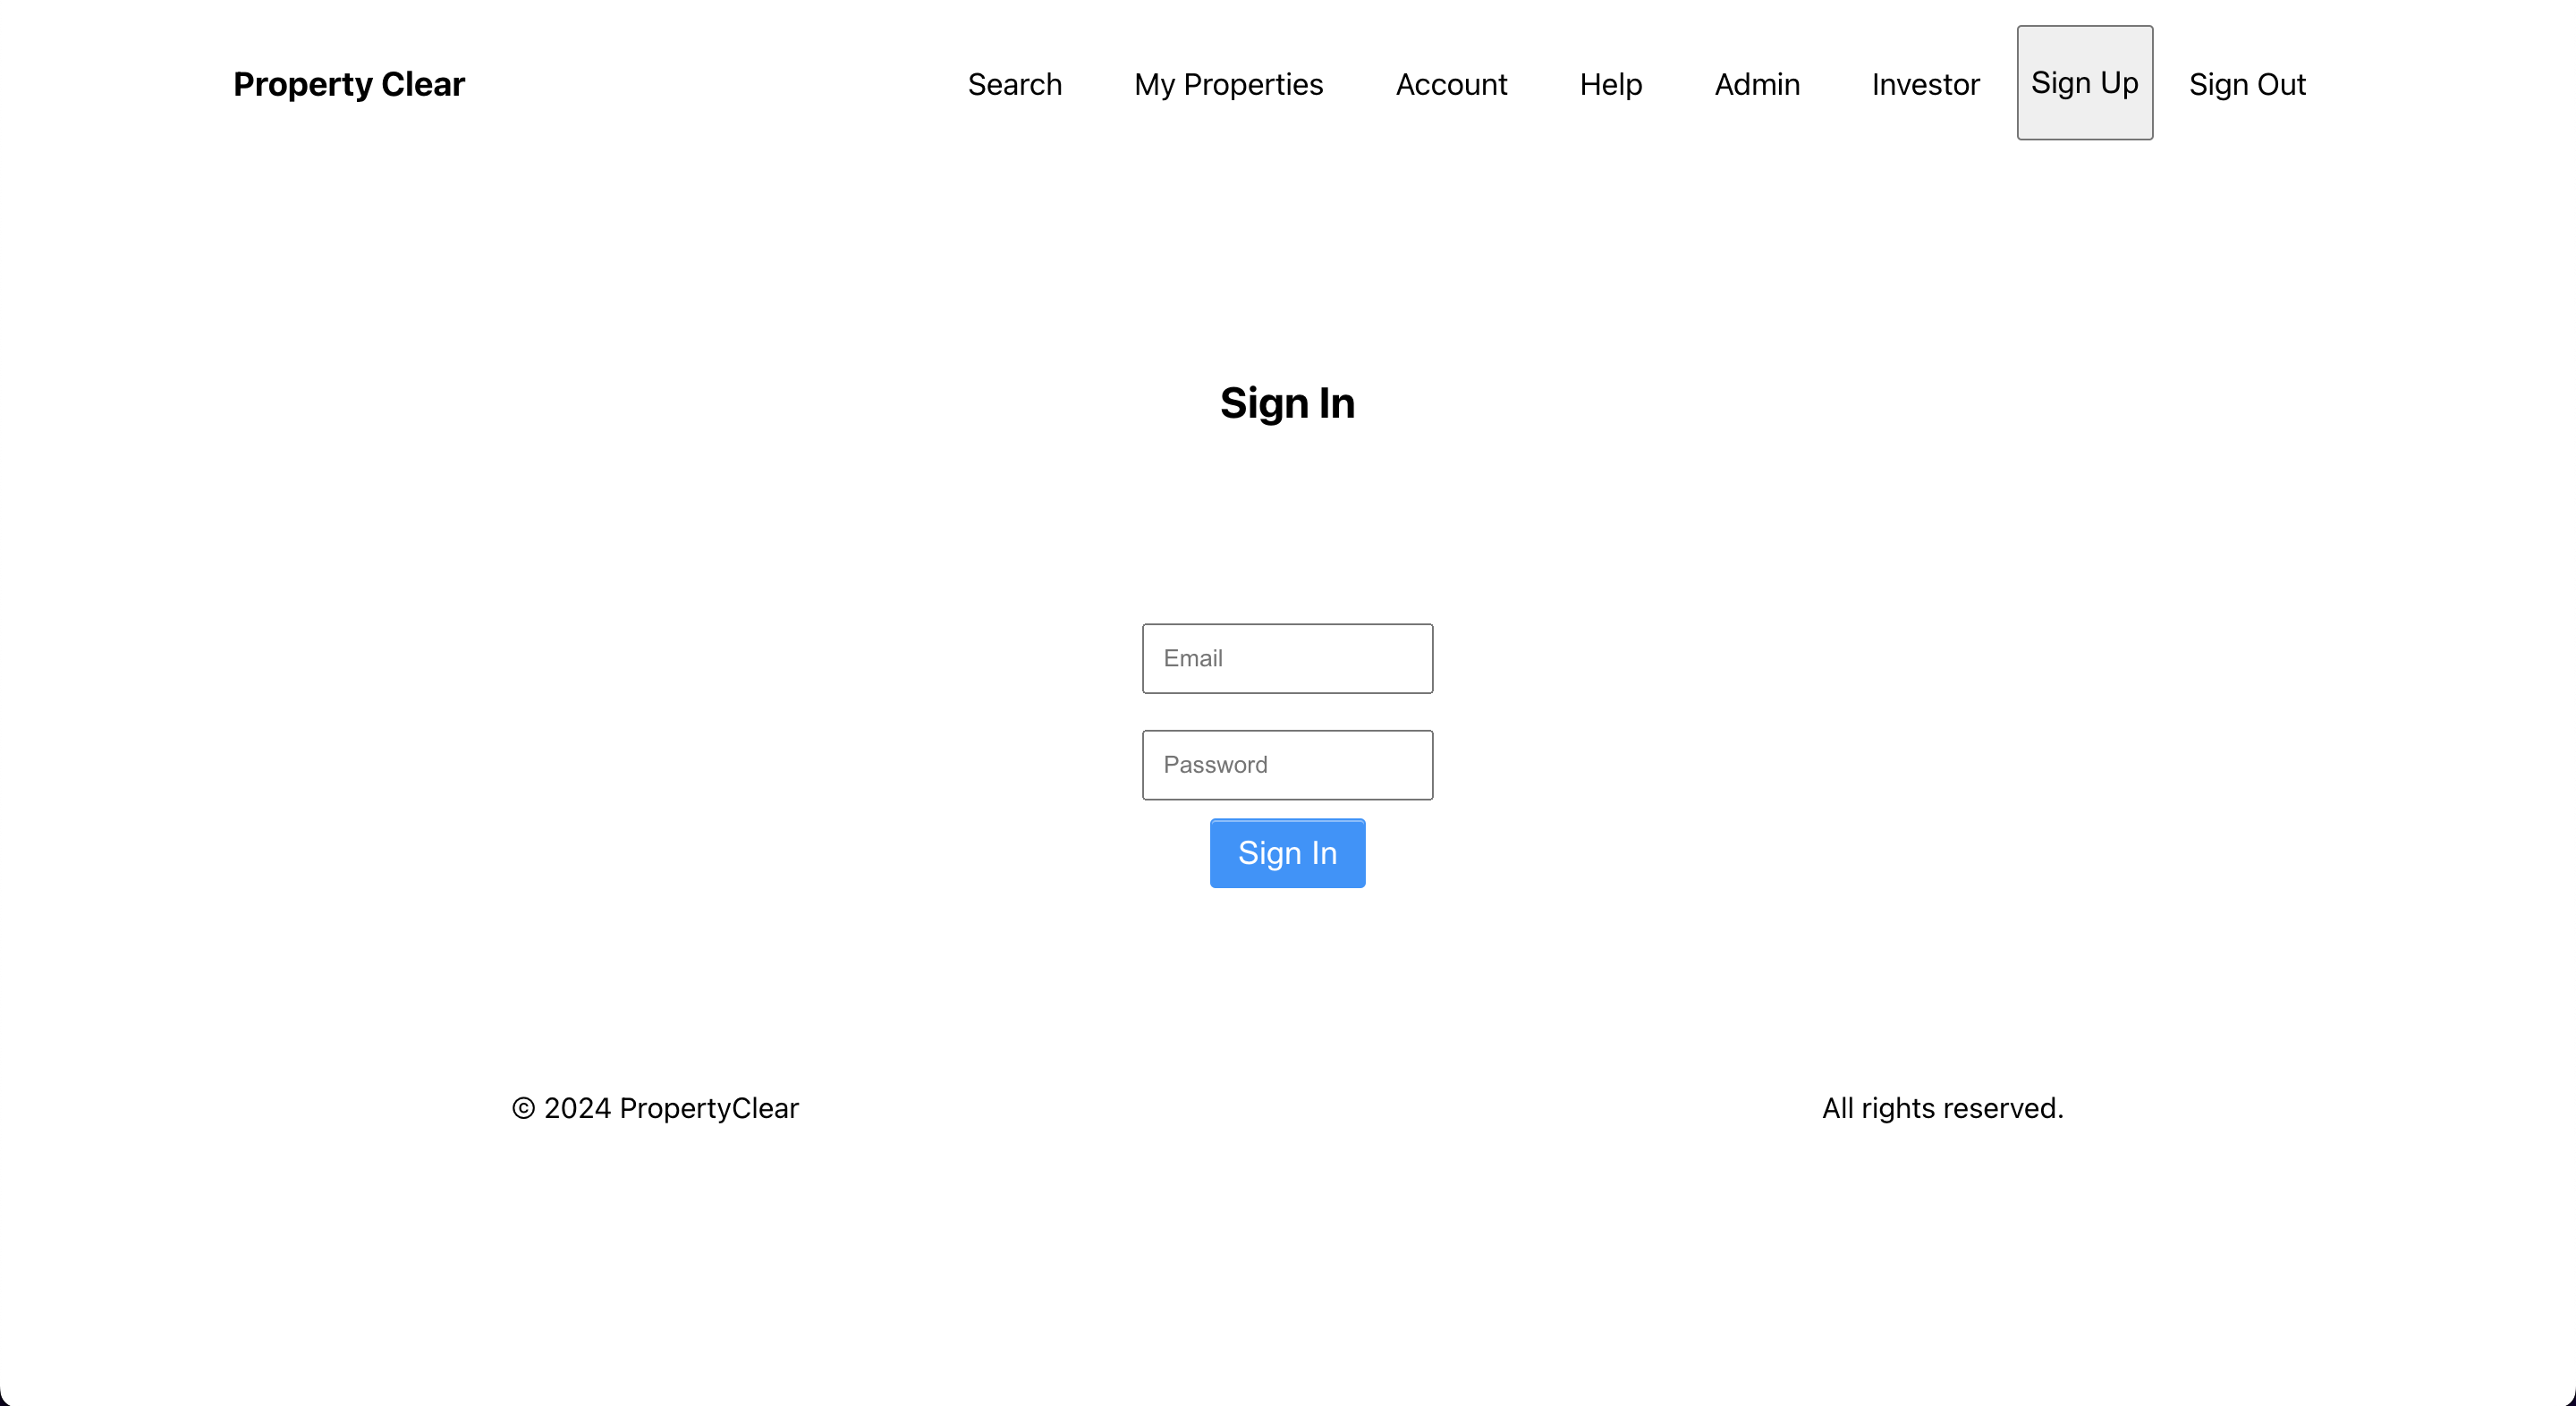 Property Clear
Search My Properties Account Help Admin Investor Sign Up Sign Out
Sign In
Email
Password
Sign In
© 2024 PropertyClear All rights reserved.